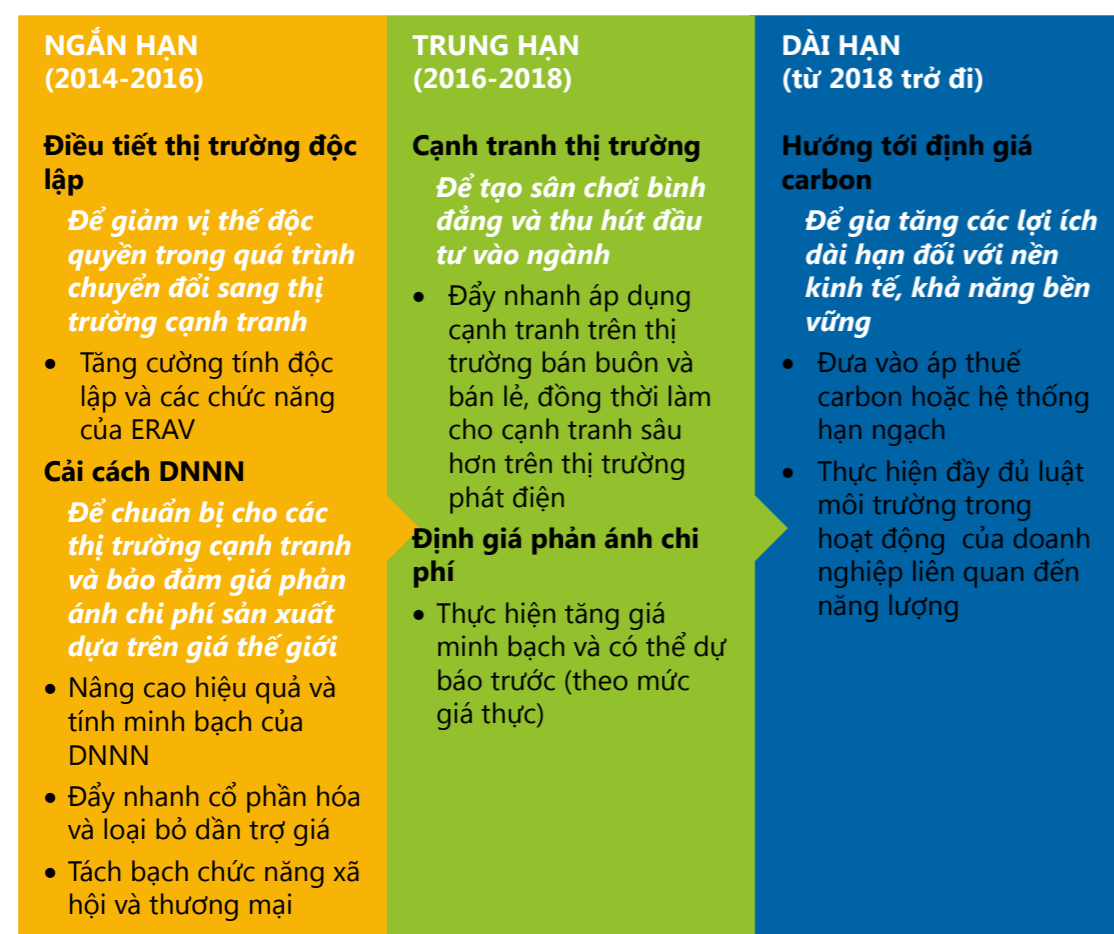 NGẮN HẠN
(2014-2016)
Điều tiết thị trường độc
lập
Để giảm vị thế độc
quyền trong quá trình
chuyển đổi sang thị
trường cạnh tranh
• Tăng cường tính độc
lập và các chức năng
của ERAV
Cải cách DNNN
Để chuẩn bị cho các
thị trường cạnh tranh
và bảo đảm giá phản
ánh chi phí sản xuất
dựa trên giá thế giới
• Nâng cao hiệu quả và
tính minh bạch của
DNNN
• Đẩy nhanh cổ phần hóa
và loại bỏ dần trợ giá
• Tách bạch chức năng xã
hội và thương mại
TRUNG HẠN
(2016-2018)
Cạnh tranh thị trường
Để tạo sân chơi bình
đẳng và thu hút đầu
tư vào ngành
• Đẩy nhanh áp dụng
cạnh tranh trên thị
trường bán buôn và
bán lẻ, đồng thời làm
cho cạnh tranh sâu
hơn trên thị trường
phát điện
Định giá phản ánh chi
phí
• Thực hiện tăng giá
minh bạch và có thể dự
báo trước (theo mức
giá thực)
DÀI HẠN
(từ 2018 trở đi)
Hướng tới định giá
carbon
Để gia tăng các lợi ích
dài hạn đối với nền
kinh tế, khả năng bền
vững
• Đưa vào áp thuế
carbon hoặc hệ thống
hạn ngạch
• Thực hiện đầy đủ luật
môi trường trong
hoạt động của doanh
nghiệp liên quan đến
năng lượng